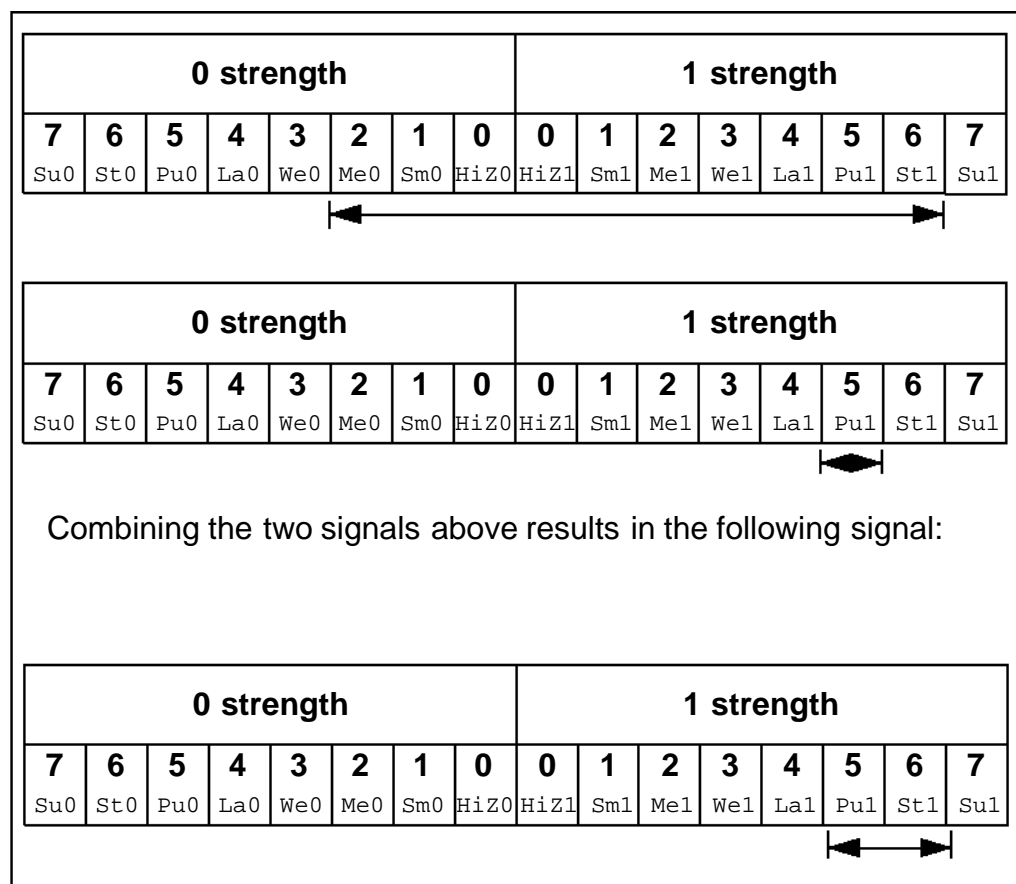 0 strength 1 strength
7 6 5 4 3 2 1 0 0 1 2 3 4 5 6 7
Su0 St0 Pu0 La0 We0 Me0 Sm0 HiZ0 HiZ1 Sm1 Me1 We1 La1 Pu1 St1 Su1
0 strength 1 strength
7 6 5 4 3 2 1 0 0 1 2 3 4 5 6 7
Su0 St0 Pu0 La0 We0 Me0 Sm0 HiZ0 HiZ1 Sm1 Me1 We1 La1 Pu1 St1 Su1
Combining the two signals above results in the following signal:
0 strength 1 strength
7 6 5 4 3 2 1 0 0 1 2 3 4 5 6 7
Su0 St0 Pu0 La0 We0 Me0 Sm0 HiZ0 HiZ1 Sm1 Me1 We1 La1 Pu1 St1 Su1